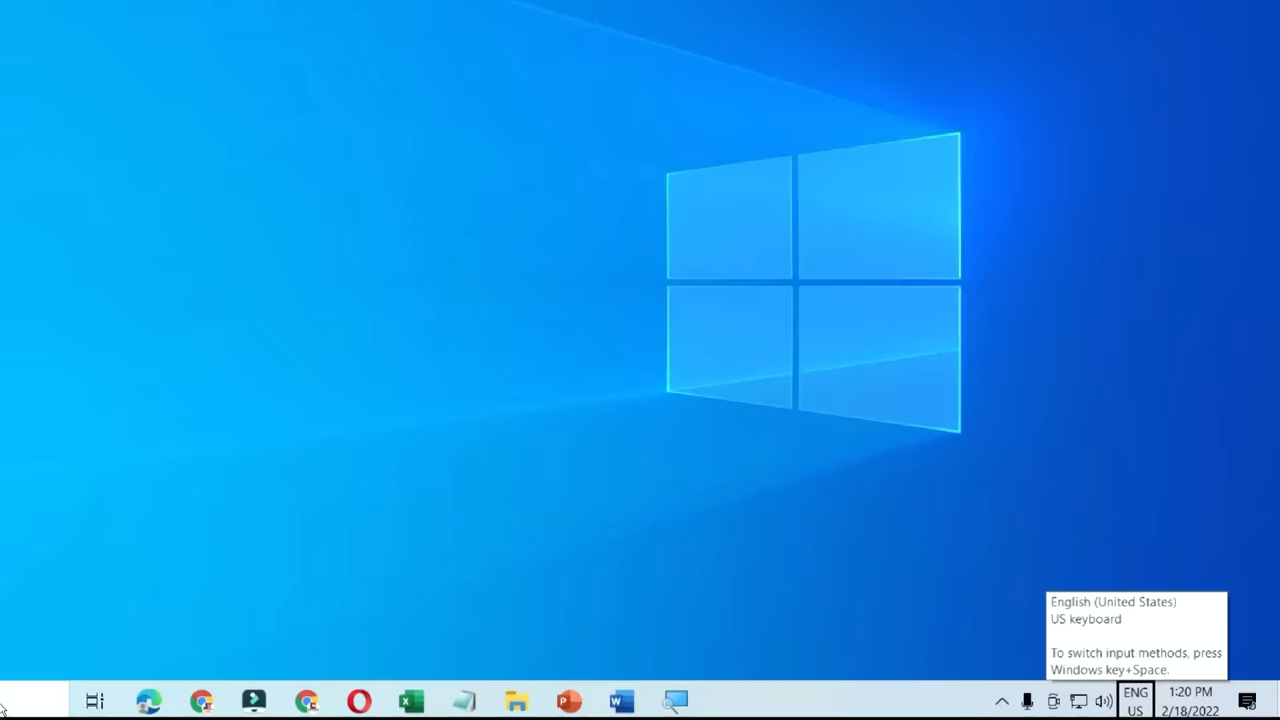 English (United States)
US keyboard
To switch input methods, press
Windows key+Space.
ENG
US
1:20 PM
2/18/2022